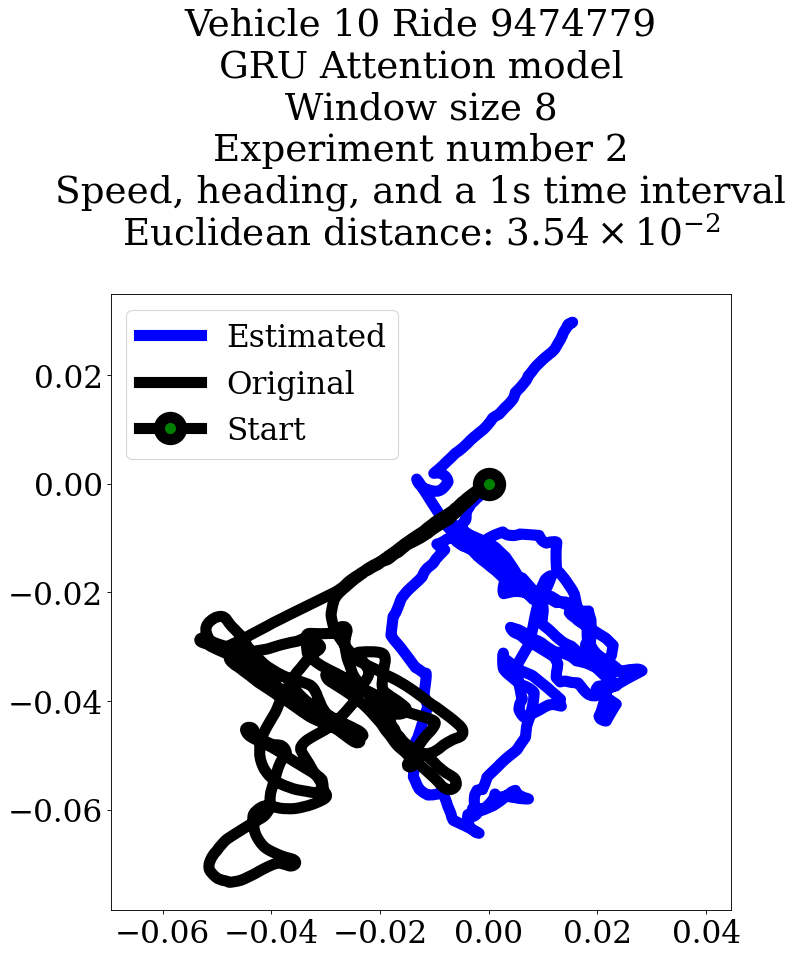 Vehicle 10 Ride 9474779
GRU Attention model
Window size 8
Experiment number 2
Speed, heading, and a 1s time interval
Euclidean distance: 3.54 × 10⁻²
Estimated
Original
Start
0.02
0.00
−0.02
−0.04
−0.06
−0.06 −0.04 −0.02 0.00 0.02 0.04